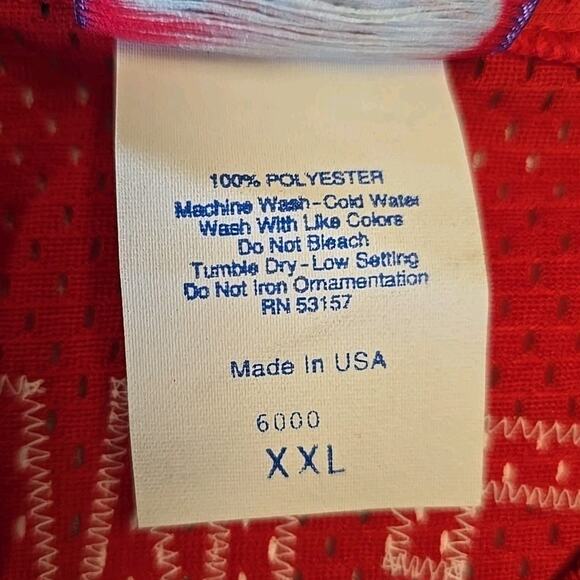 100% POLYESTER
Machine Wash-Cold Water
Wash With Like Colors
Do Not Bleach
Tumble Dry-Low Setting
Do Not Iron Ornamentation
RN 53157
Made In USA
6000
XXL